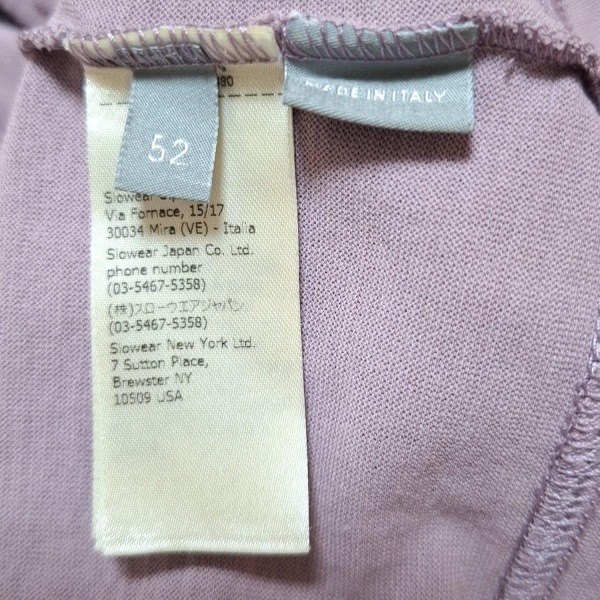 MADE IN ITALY
52
Slowear
Via Fornace, 15/17
30034 Mira (VE) - Italia
Slowear Japan Co. Ltd.
phone number
(03-5467-5358)
(株)スローウエアジャパン
(03-5467-5358)
Slowear New York Ltd.
7 Sutton Place,
Brewster NY
10509 USA